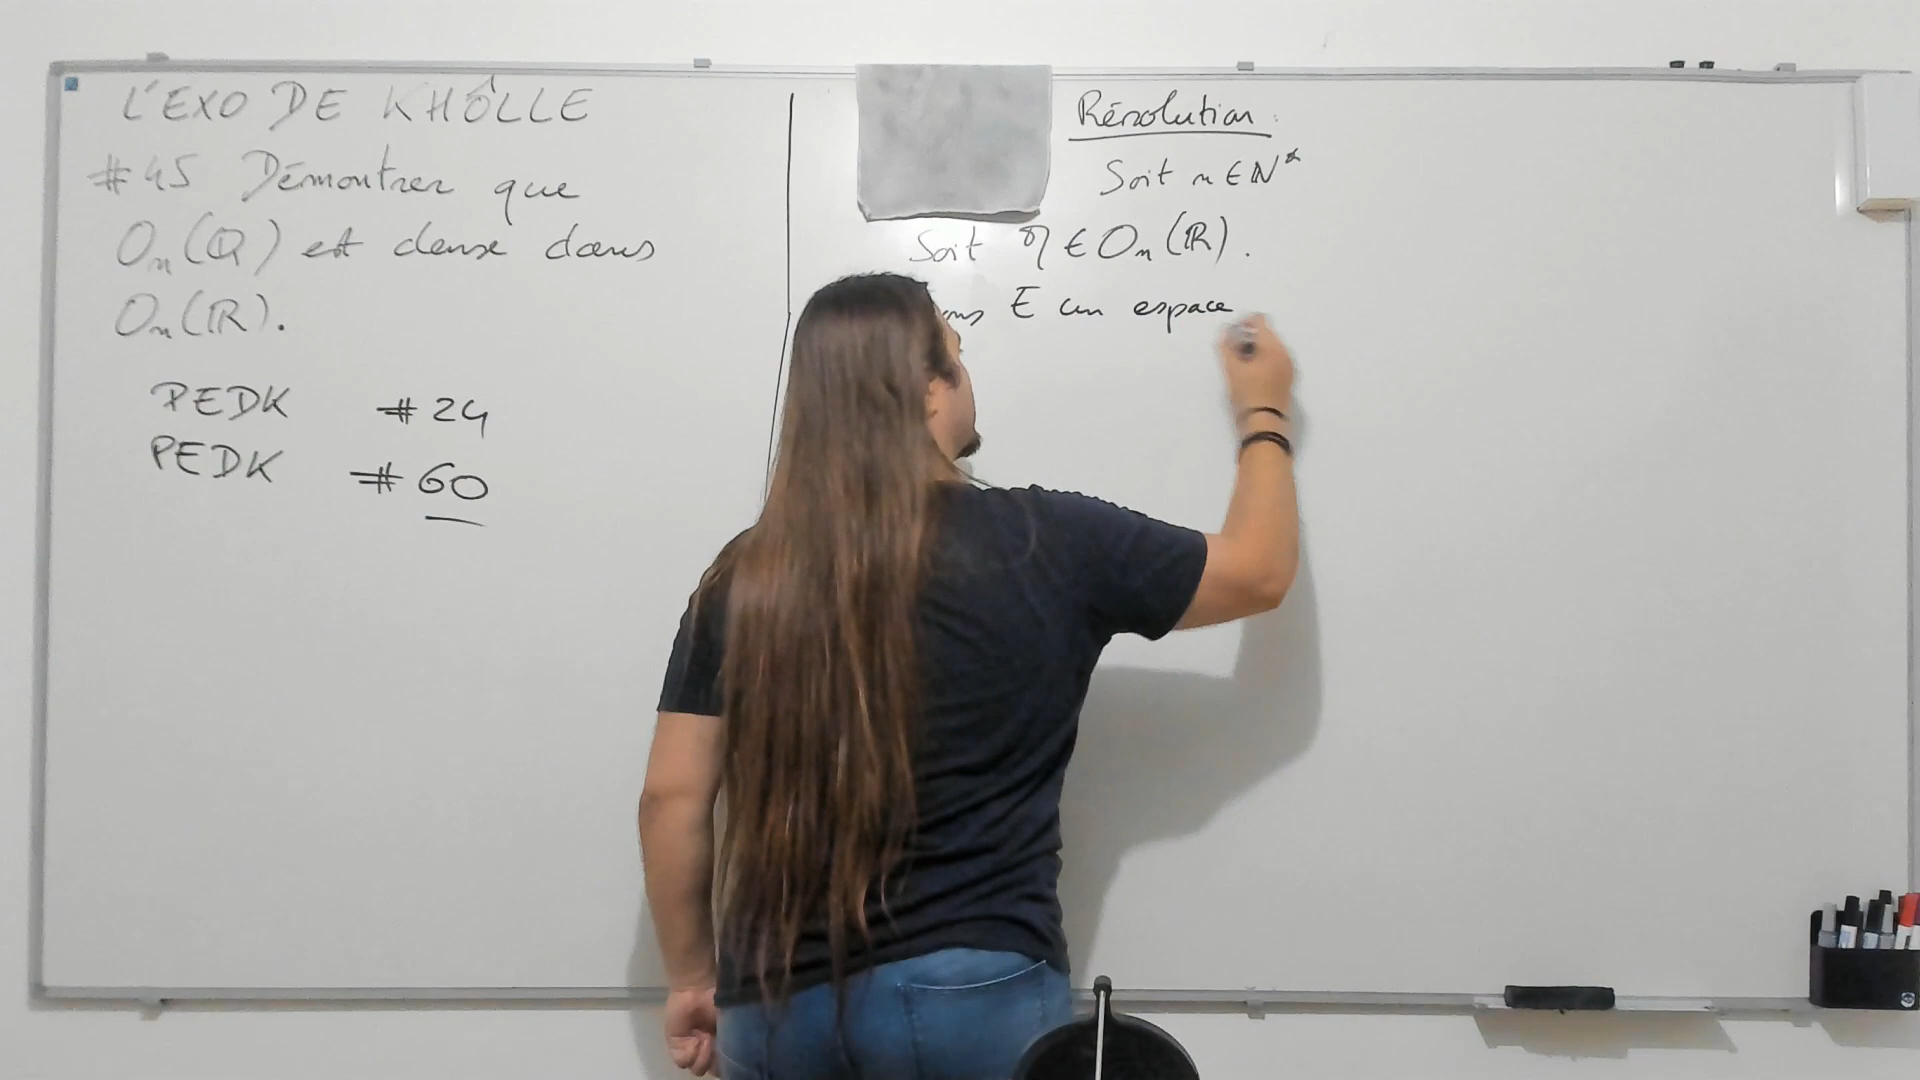 L'EXO DE KHÔLLE
#45 Démontrer que
On(Q) est dense dans
On(R).
PEDK #24
PEDK #60
Résolution :
Soit n ∈ N*
Soit ∈ On(R).
E un espace